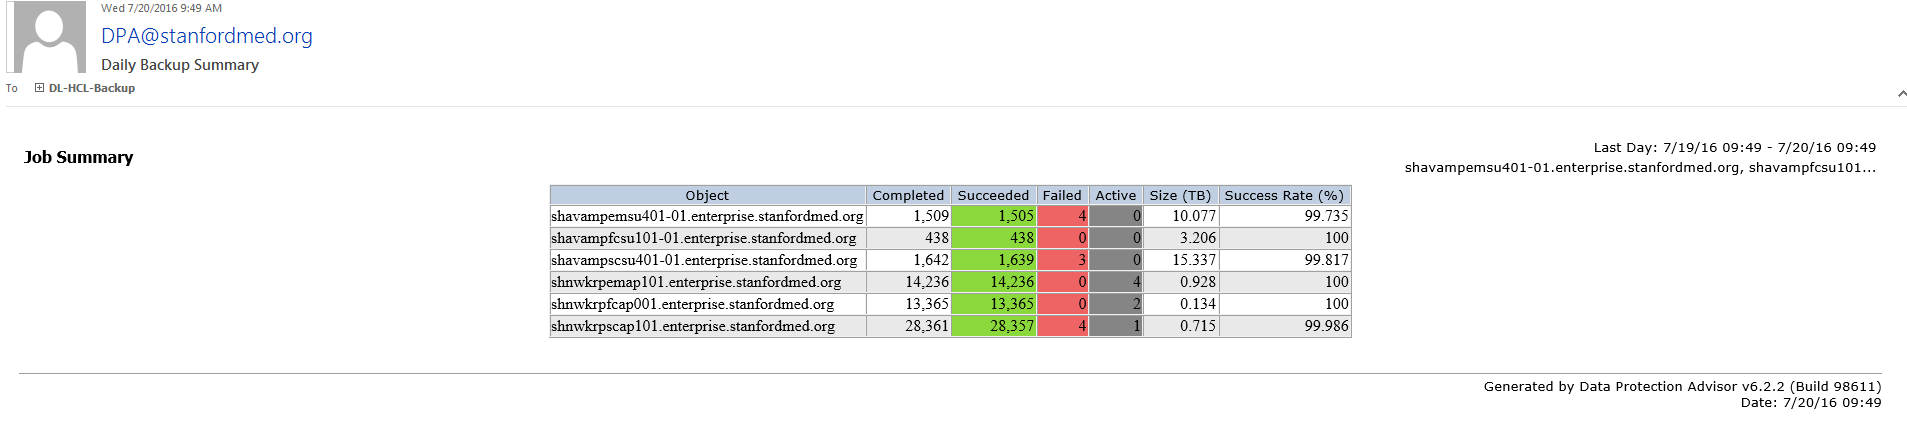 Wed 7/20/2016 9:49 AM
DPA@stanfordmed.org
Daily Backup Summary
To DL-HCL-Backup
Job Summary
Last Day: 7/19/16 09:49 - 7/20/16 09:49
shavampemsu401-01.enterprise.stanfordmed.org, shavampfcsu101...
Object Completed Succeeded Failed Active Size (TB) Success Rate (%)
shavampemsu401-01.enterprise.stanfordmed.org 1,509 1,505 4 0 10.077 99.735
shavampfcsu101-01.enterprise.stanfordmed.org 438 438 0 0 3.206 100
shavampscsu401-01.enterprise.stanfordmed.org 1,642 1,639 3 0 15.337 99.817
shnwkrpemap101.enterprise.stanfordmed.org 14,236 14,236 0 4 0.928 100
shnwkrpfcap001.enterprise.stanfordmed.org 13,365 13,365 0 2 0.134 100
shnwkrpscap101.enterprise.stanfordmed.org 28,361 28,357 4 1 0.715 99.986
Generated by Data Protection Advisor v6.2.2 (Build 98611)
Date: 7/20/16 09:49